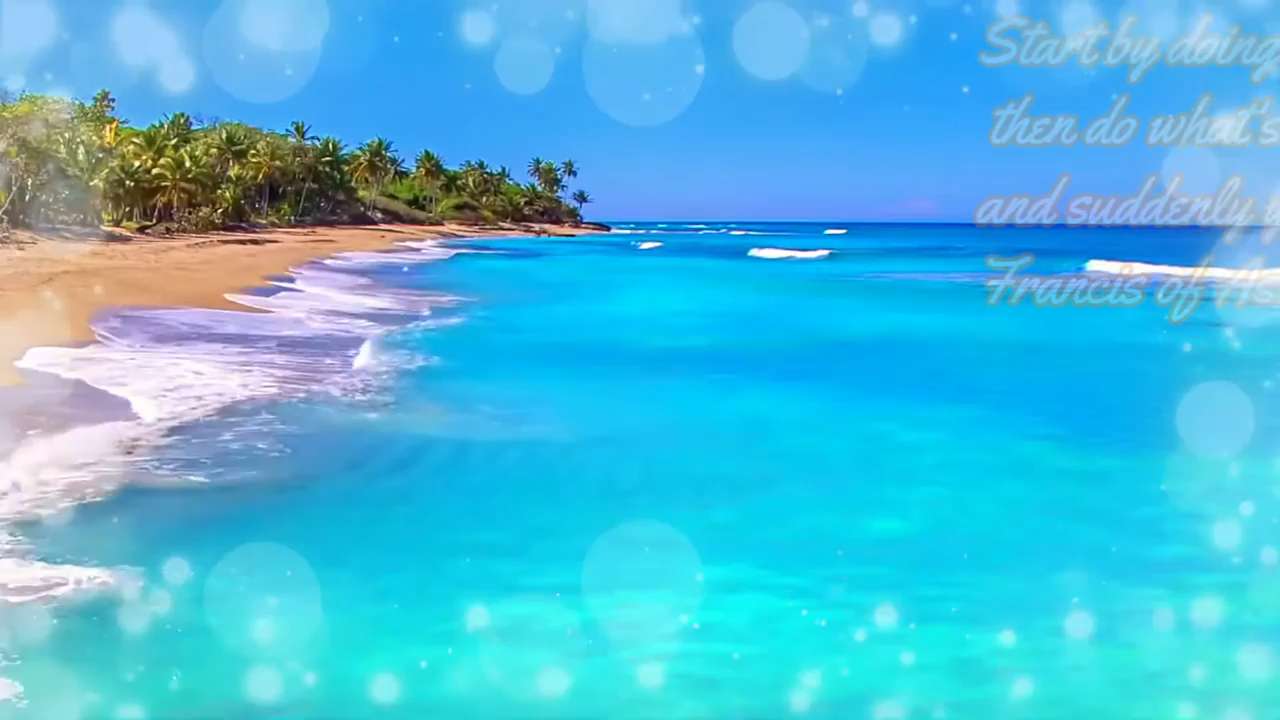 Start by doing
then do what's
and suddenly
Francis of